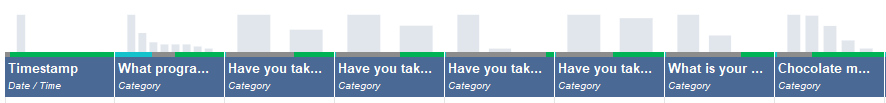 Timestamp What progra... Have you tak... Have you tak... Have you tak... Have you tak... What is your ... Chocolate m...
Date / Time Category Category Category Category Category Category Category